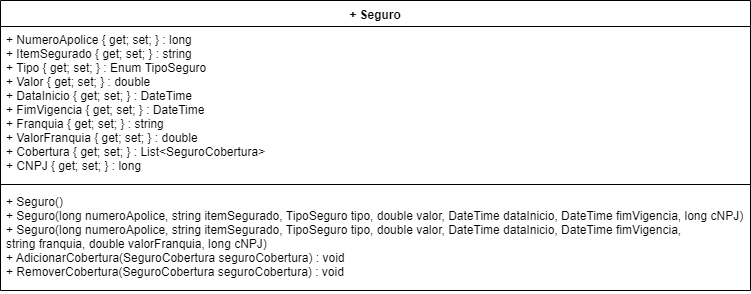 + Seguro
+ NumeroApolice { get; set; } : long
+ ItemSegurado { get; set; } : string
+ Tipo { get; set; } : Enum TipoSeguro
+ Valor { get; set; } : double
+ DataInicio { get; set; } : DateTime
+ FimVigencia { get; set; } : DateTime
+ Franquia { get; set; } : string
+ ValorFranquia { get; set; } : double
+ Cobertura { get; set; } : List<SeguroCobertura>
+ CNPJ { get; set; } : long
+ Seguro()
+ Seguro(long numeroApolice, string itemSegurado, TipoSeguro tipo, double valor, DateTime dataInicio, DateTime fimVigencia, long cNPJ)
+ Seguro(long numeroApolice, string itemSegurado, TipoSeguro tipo, double valor, DateTime dataInicio, DateTime fimVigencia,
string franquia, double valorFranquia, long cNPJ)
+ AdicionarCobertura(SeguroCobertura seguroCobertura) : void
+ RemoverCobertura(SeguroCobertura seguroCobertura) : void